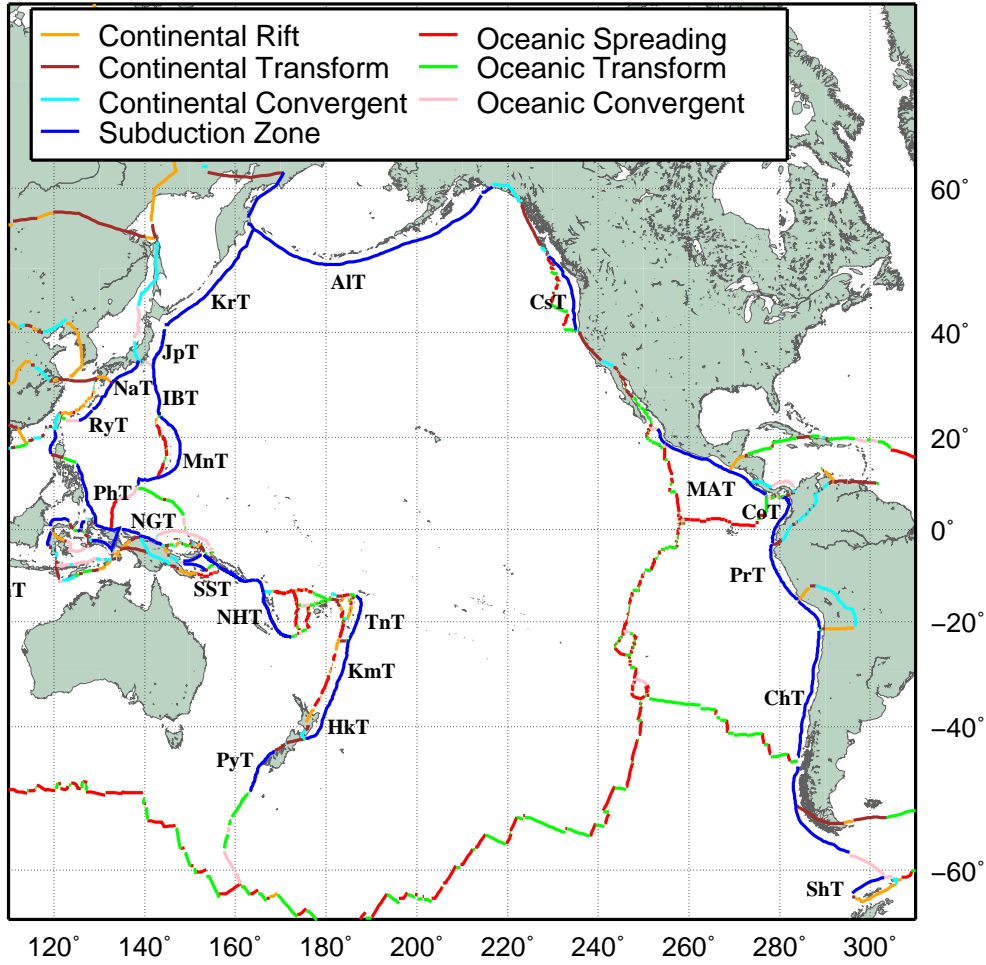 Continental Rift
Oceanic Spreading
Continental Transform
Oceanic Transform
Continental Convergent
Oceanic Convergent
Subduction Zone
60°
AlT
KrT
CsT
40°
JpT
NaT
IBT
RyT
20°
MnT
MAT
PhT
CoT
NGT
0°
PrT
SST
NHT
TnT
−20°
KmT
ChT
HkT
−40°
PyT
−60°
ShT
120° 140° 160° 180° 200° 220° 240° 260° 280° 300°